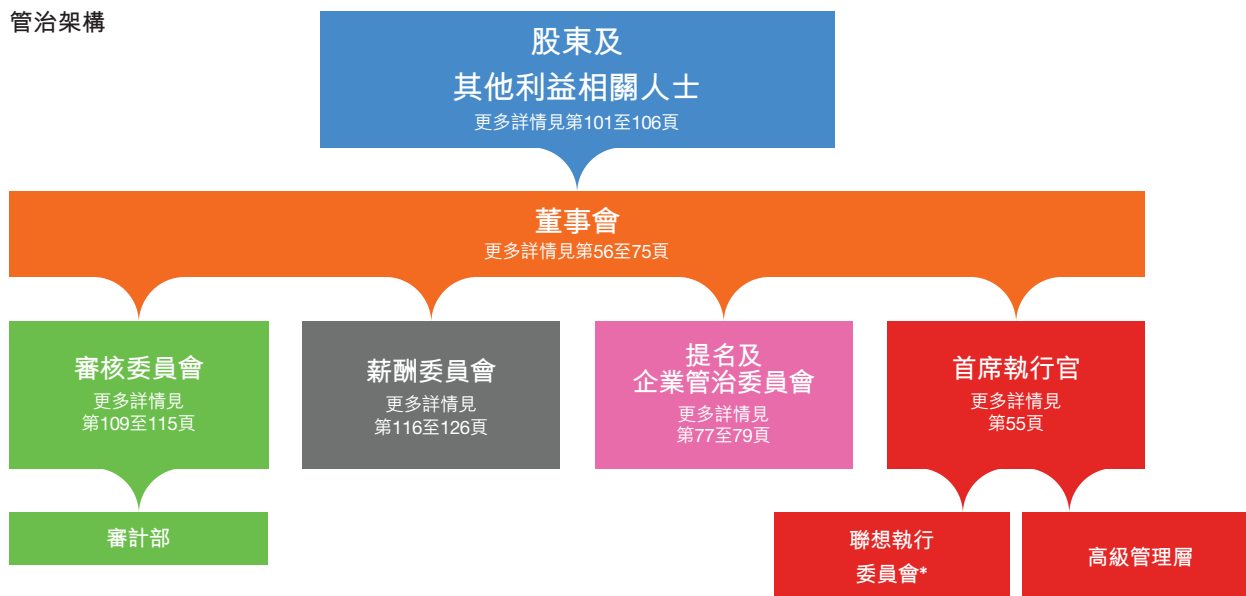 管治架構
股東及
其他利益相關人士
更多詳情見第101至106頁
董事會
更多詳情見第56至75頁
審核委員會
更多詳情見
第109至115頁
薪酬委員會
更多詳情見
第116至126頁
提名及
企業管治委員會
更多詳情見
第77至79頁
首席執行官
更多詳情見
第55頁
審計部
聯想執行
委員會*
高級管理層